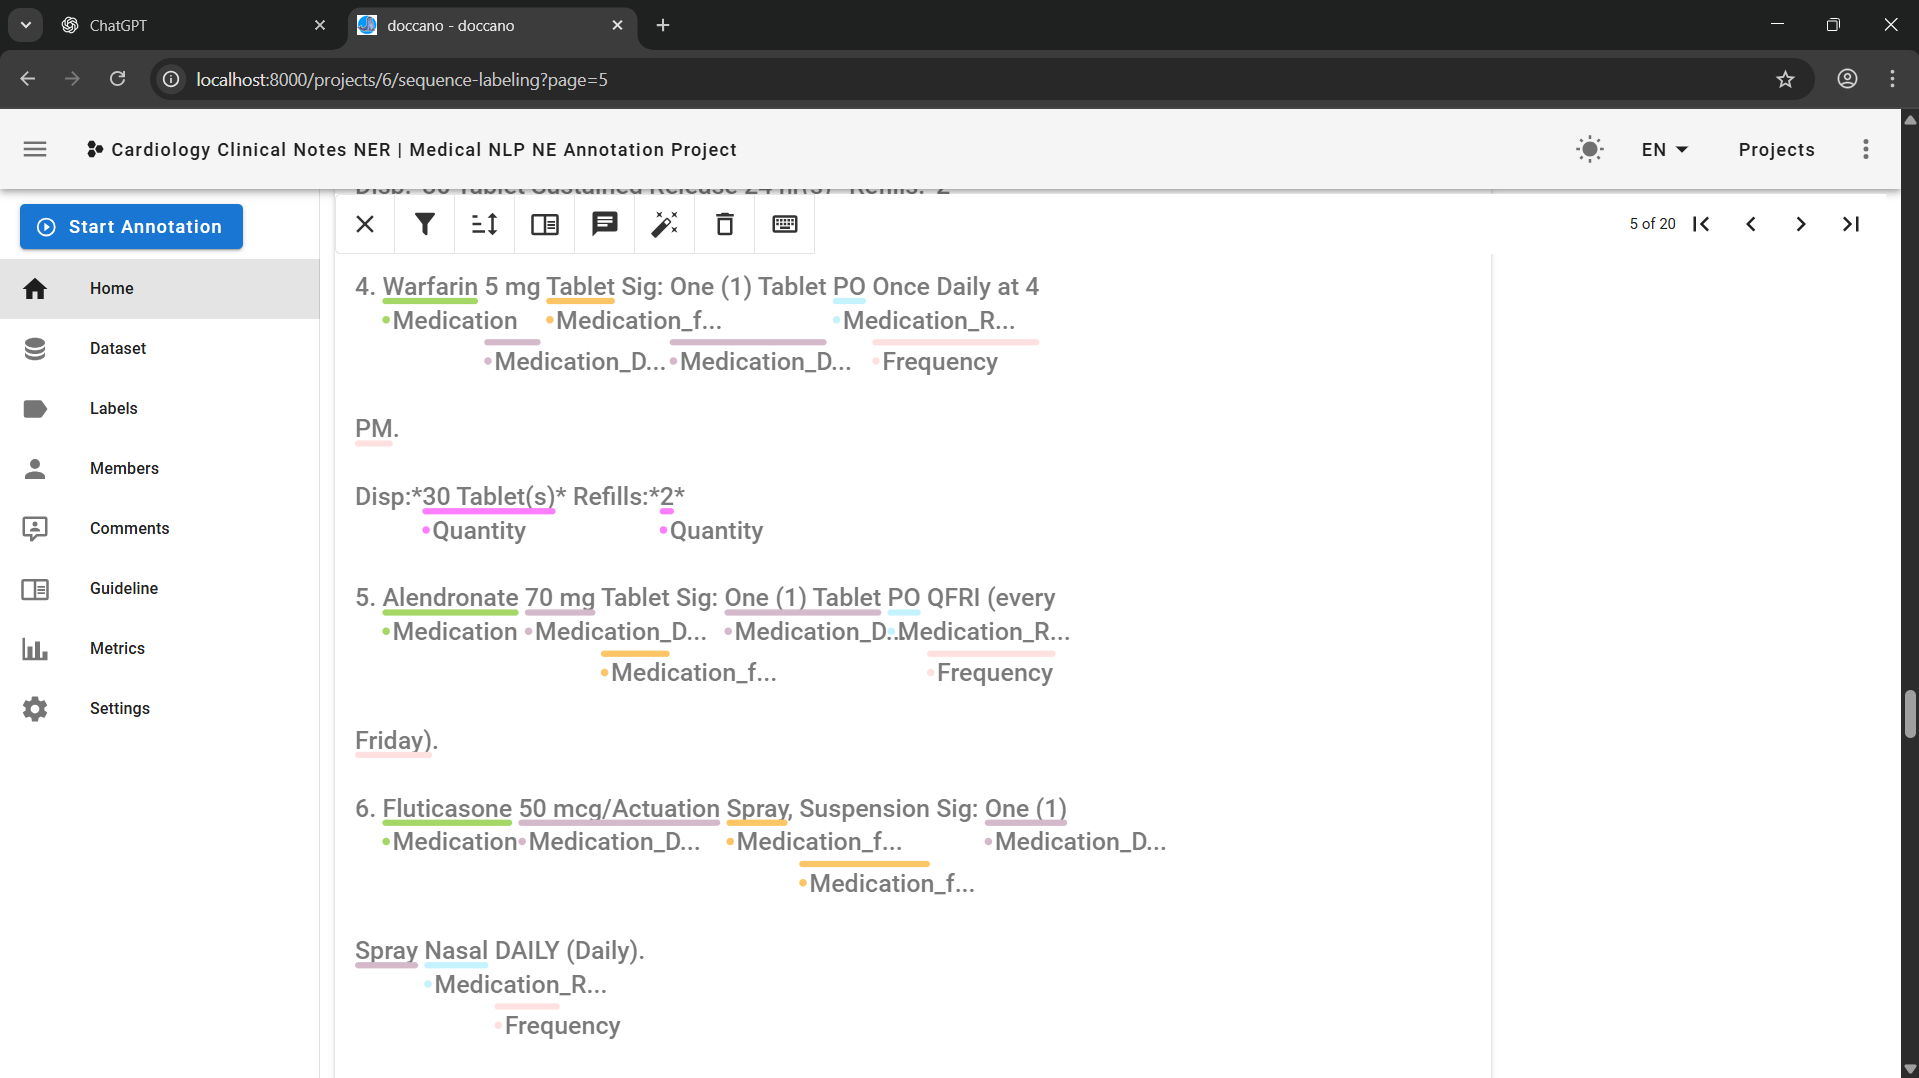 ChatGPT
doccano - doccano
localhost:8000/projects/6/sequence-labeling?page=5
Cardiology Clinical Notes NER | Medical NLP NE Annotation Project
EN
Projects
Start Annotation
Home
Dataset
Labels
Members
Comments
Guideline
Metrics
Settings
5 of 20
4. Warfarin 5 mg Tablet Sig: One (1) Tablet PO Once Daily at 4
Medication Medication_f... Medication_R...
Medication_D... Medication_D... Frequency
PM.
Disp:*30 Tablet(s)* Refills:*2*
Quantity Quantity
5. Alendronate 70 mg Tablet Sig: One (1) Tablet PO QFRI (every
Medication Medication_D... Medication_D... Medication_R...
Medication_f... Frequency
Friday).
6. Fluticasone 50 mcg/Actuation Spray, Suspension Sig: One (1)
Medication Medication_D... Medication_f... Medication_D...
Medication_f...
Spray Nasal DAILY (Daily).
Medication_R...
Frequency